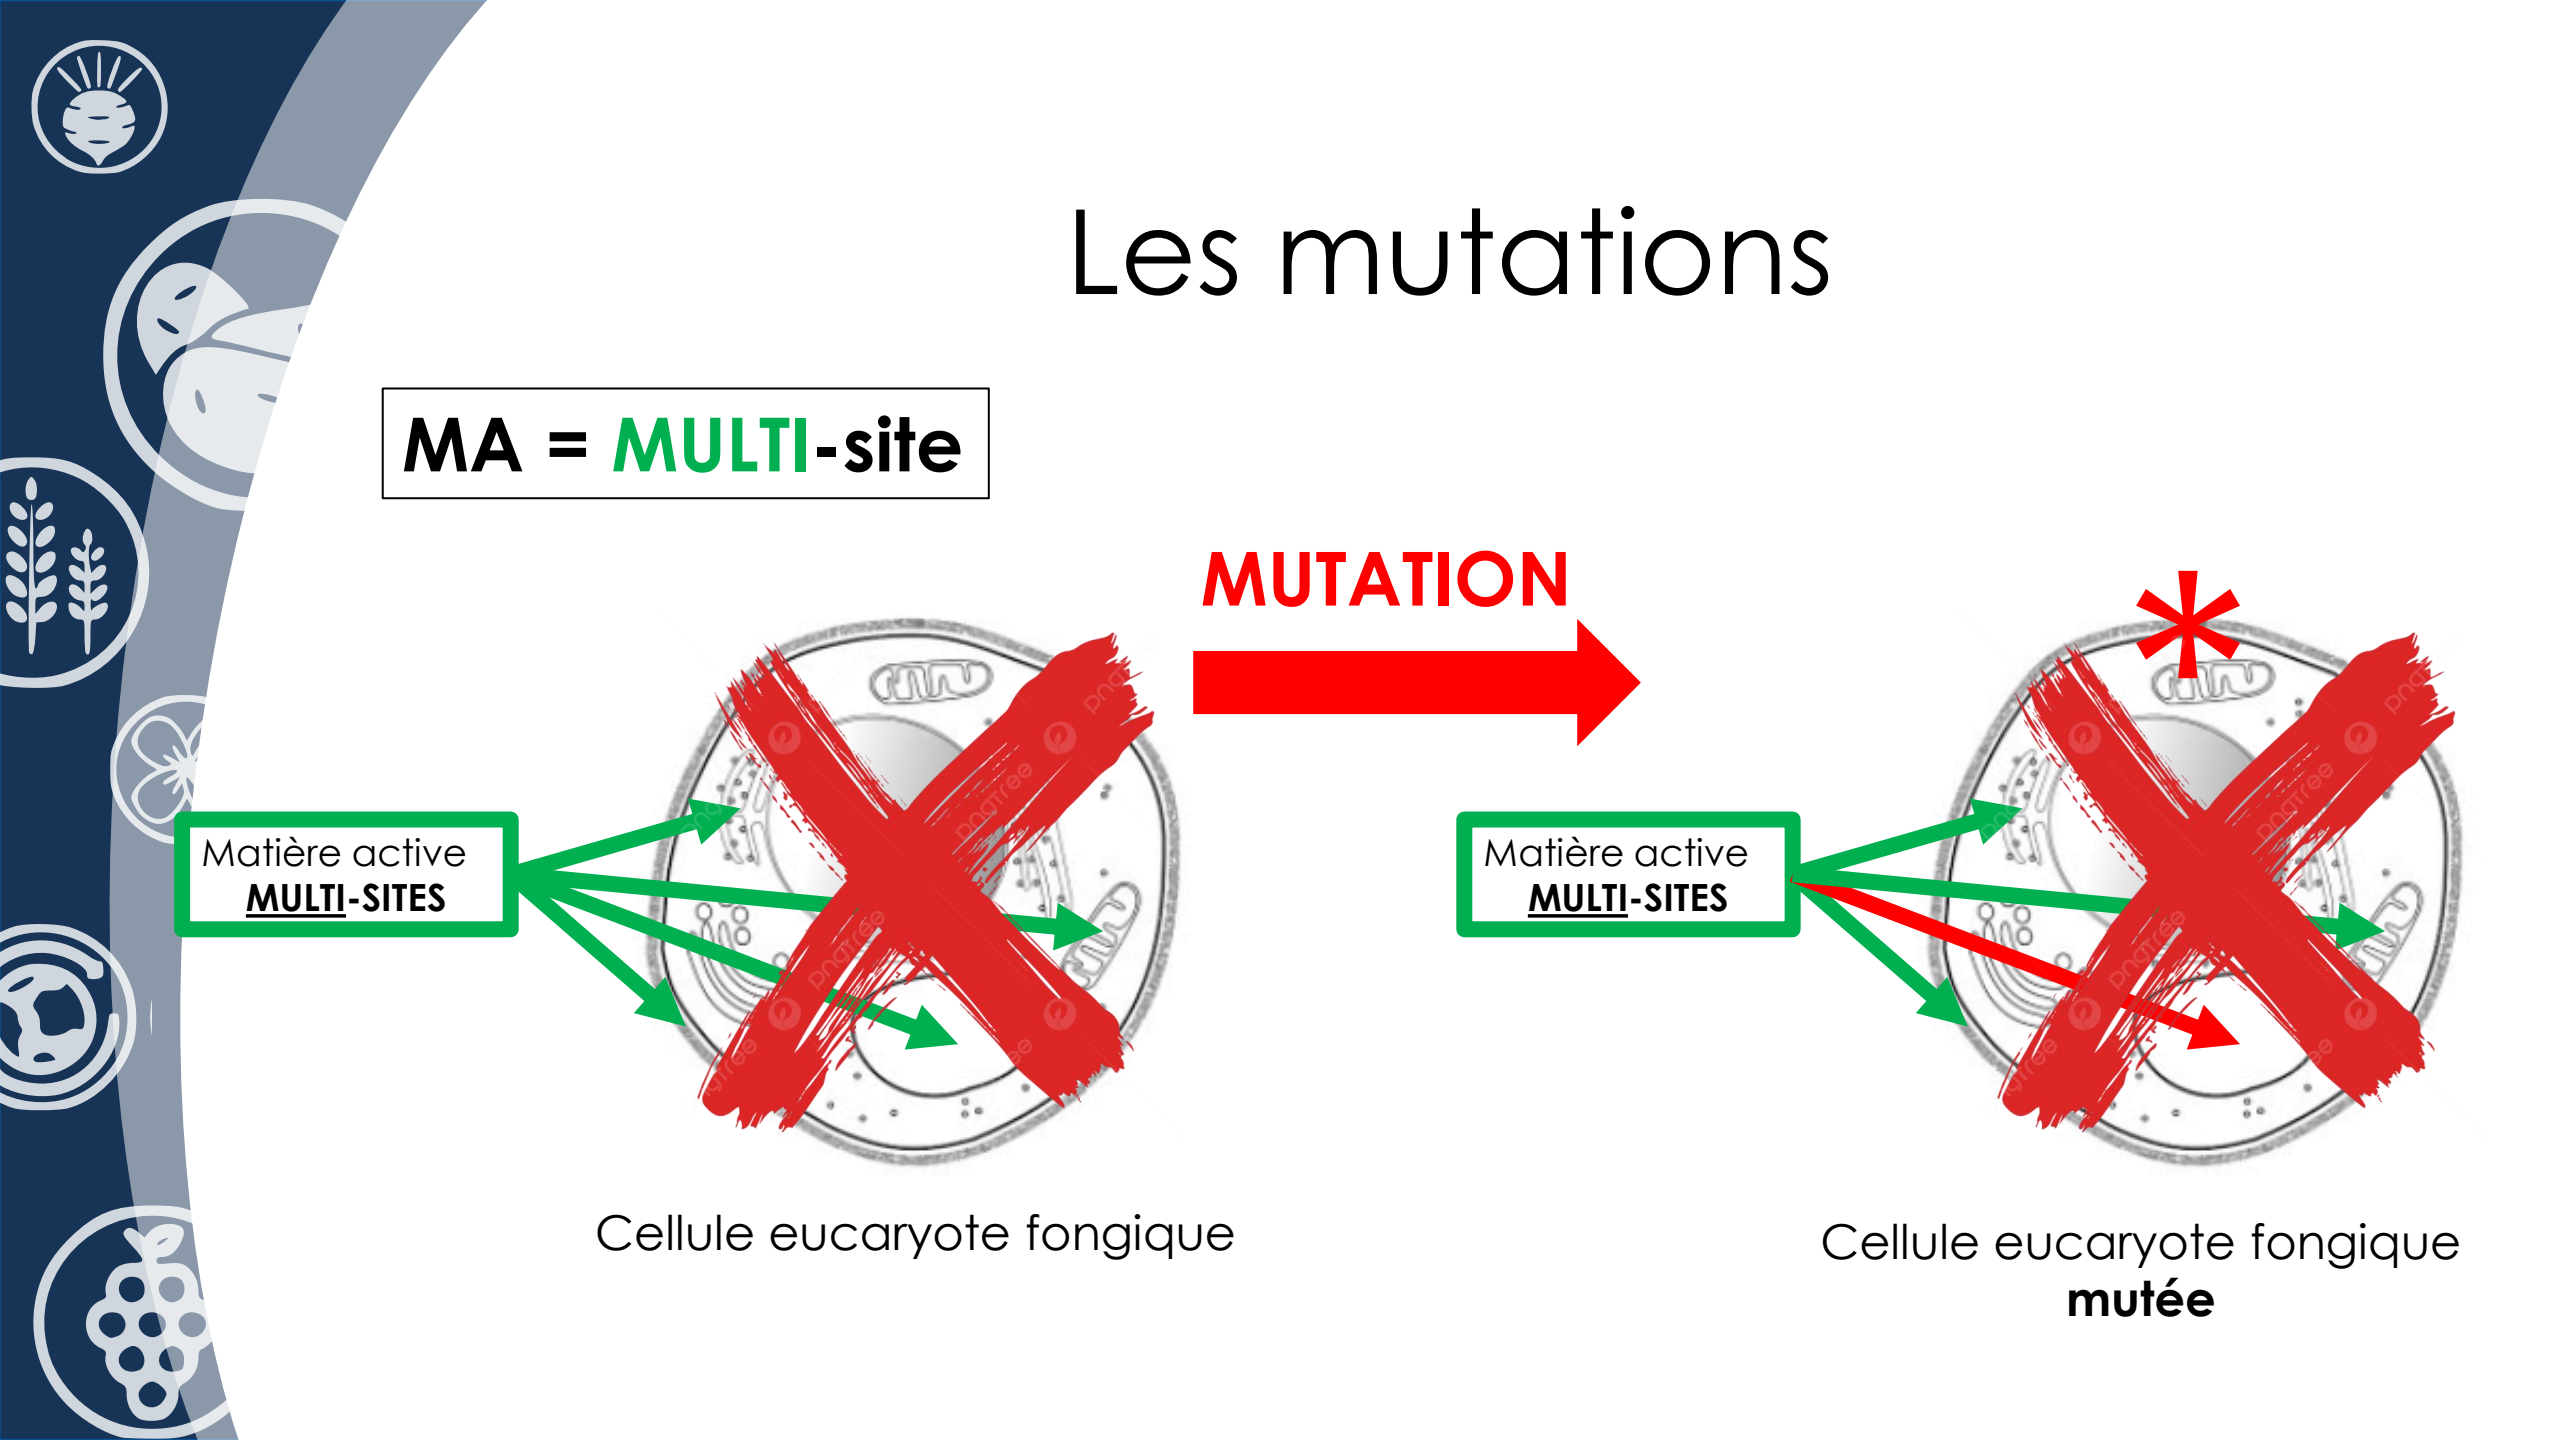 Les mutations
MA = MULTI-site
MUTATION
*
Matière active
MULTI-SITES
Matière active
MULTI-SITES
Cellule eucaryote fongique
Cellule eucaryote fongique
mutée